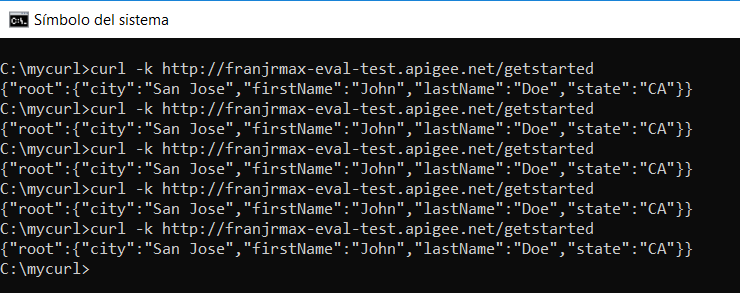 Símbolo del sistema
C:\mycurl>curl -k http://franjrmax-eval-test.apigee.net/getstarted
{"root":{"city":"San Jose","firstName":"John","lastName":"Doe","state":"CA"}}
C:\mycurl>curl -k http://franjrmax-eval-test.apigee.net/getstarted
{"root":{"city":"San Jose","firstName":"John","lastName":"Doe","state":"CA"}}
C:\mycurl>curl -k http://franjrmax-eval-test.apigee.net/getstarted
{"root":{"city":"San Jose","firstName":"John","lastName":"Doe","state":"CA"}}
C:\mycurl>curl -k http://franjrmax-eval-test.apigee.net/getstarted
{"root":{"city":"San Jose","firstName":"John","lastName":"Doe","state":"CA"}}
C:\mycurl>curl -k http://franjrmax-eval-test.apigee.net/getstarted
{"root":{"city":"San Jose","firstName":"John","lastName":"Doe","state":"CA"}}
C:\mycurl>